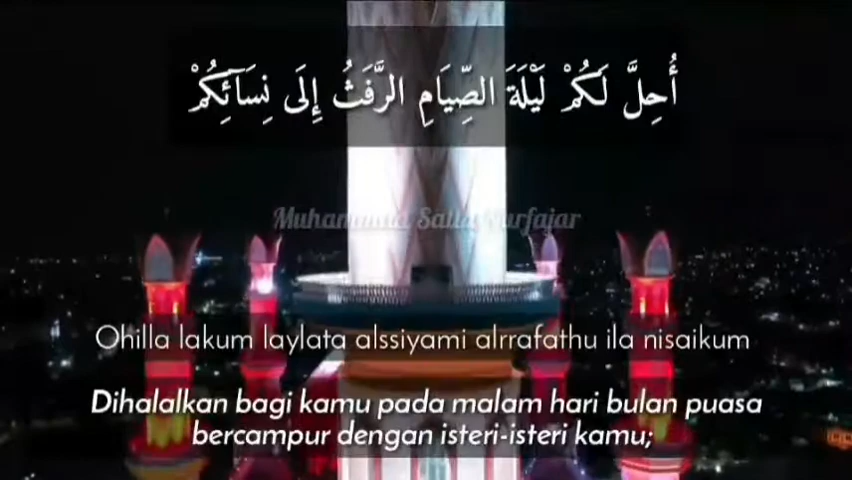 أُحِلَّ لَكُمْ لَيْلَةَ الصِّيَامِ الرَّفَثُ إِلَى نِسَآئِكُمْ
Ohilla lakum laylata alssiyami alrrafathu ila nisaikum
Dihalalkan bagi kamu pada malam hari bulan puasa
bercampur dengan isteri-isteri kamu;